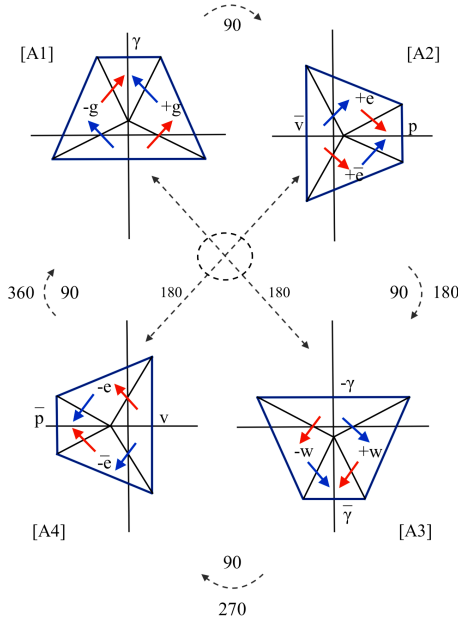 γ
90
[A1]
[A2]
-g
+g
+e
v̅
p
+e̅
360
90
180
180
90
180
-e
p̅
v
-e̅
-γ
-w
+w
γ̅
[A4]
[A3]
90
270